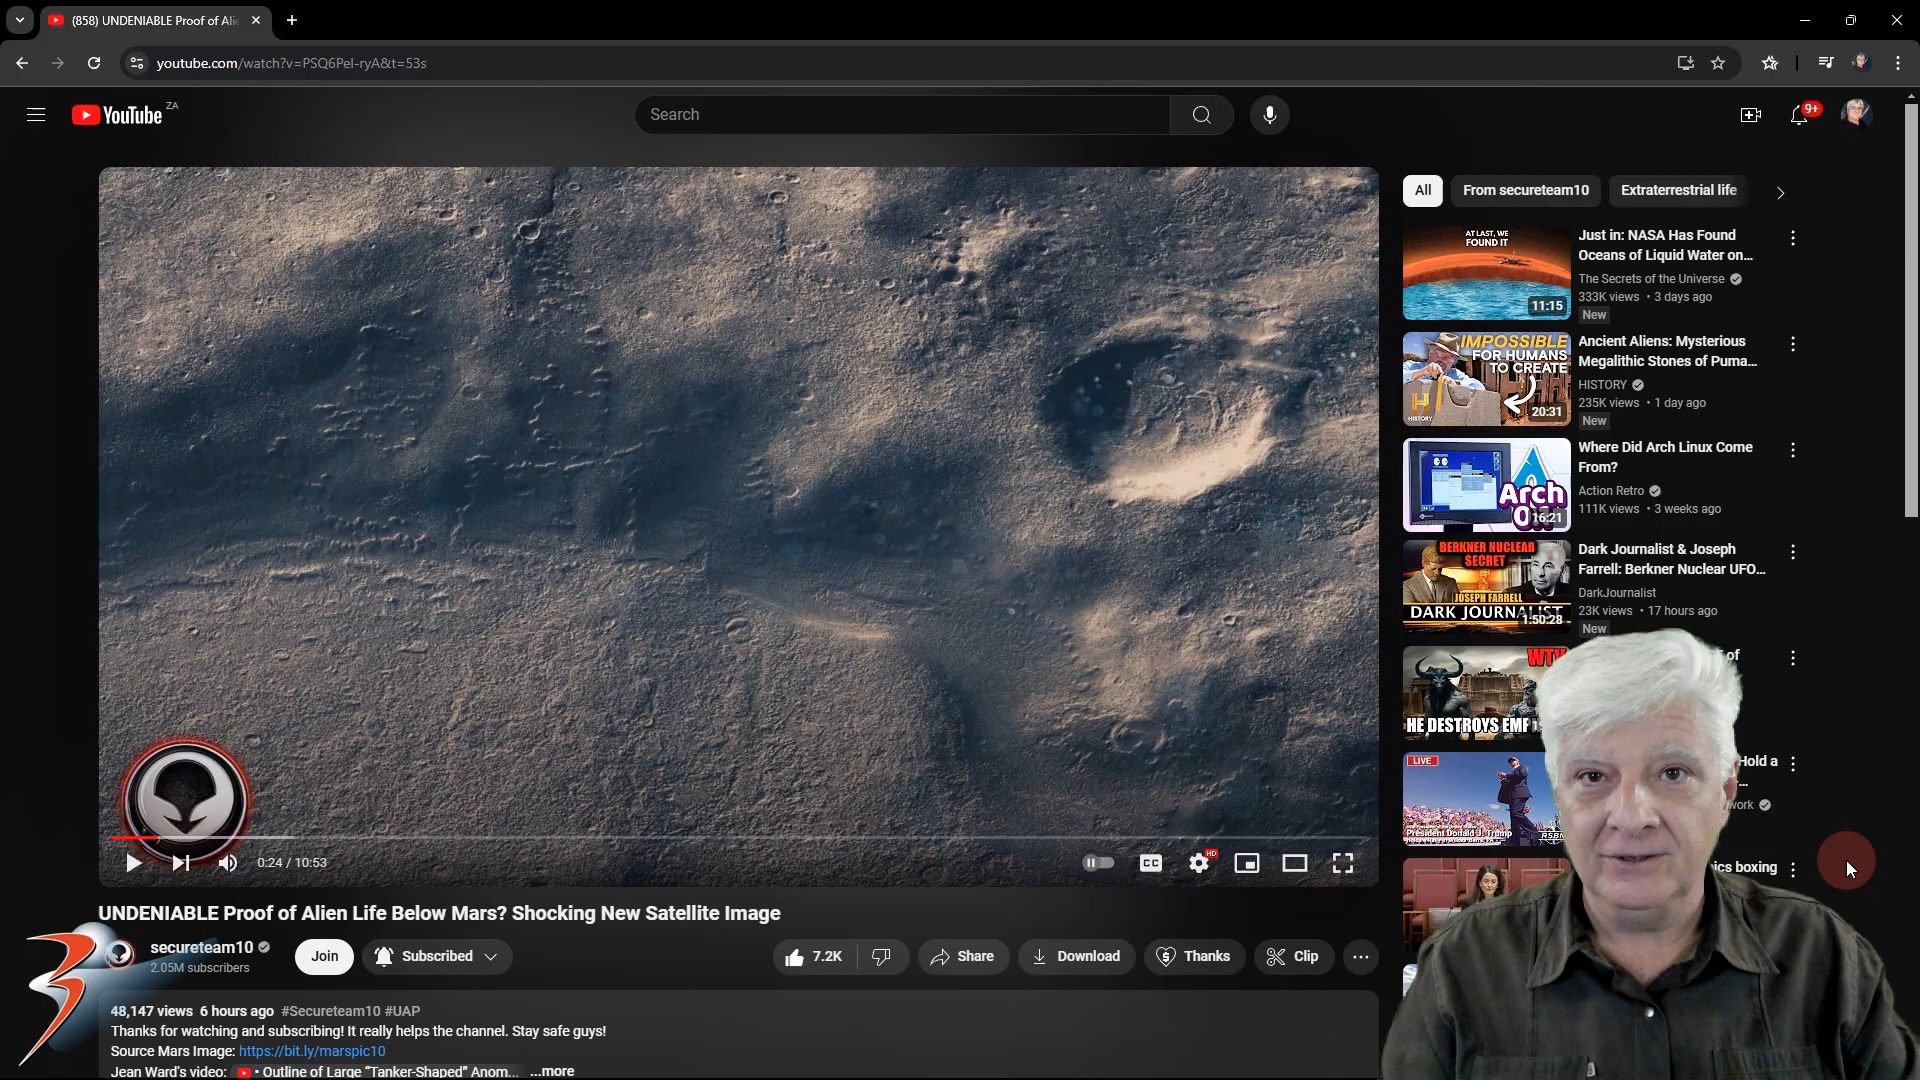 (858) UNDENIABLE Proof of Ali
youtube.com/watch?v=PSQ6Pel-ryA&t=53s
YouTube ZA
Search
9+
All
From secureteam10
Extraterrestrial life
AT LAST, WE
FOUND IT
11:15
Just in: NASA Has Found
Oceans of Liquid Water on...
The Secrets of the Universe
333K views • 3 days ago
New
IMPOSSIBLE
FOR HUMANS
TO CREATE
H
HISTORY
20:31
Ancient Aliens: Mysterious
Megalithic Stones of Puma...
HISTORY
235K views • 1 day ago
New
Arch
16:21
Where Did Arch Linux Come
From?
Action Retro
111K views • 3 weeks ago
BERKNER NUCLEAR
SECRET
JOSEPH FARRELL
DARK JOURNALIST
1:50:28
Dark Journalist & Joseph
Farrell: Berkner Nuclear UFO...
DarkJournalist
23K views • 17 hours ago
New
WTV
HE DESTROYS
of
LIVE
President Donald J. Trump
RSBN
Hold a
...
work
ics boxing
0:24 / 10:53
CC
HD
UNDENIABLE Proof of Alien Life Below Mars? Shocking New Satellite Image
secureteam10
2.05M subscribers
Join
Subscribed
7.2K
Share
Download
Thanks
Clip
48,147 views 6 hours ago #Secureteam10 #UAP
Thanks for watching and subscribing! It really helps the channel. Stay safe guys!
Source Mars Image: https://bit.ly/marspic10
Jean Ward's video: • Outline of Large “Tanker-Shaped” Anom... ...more